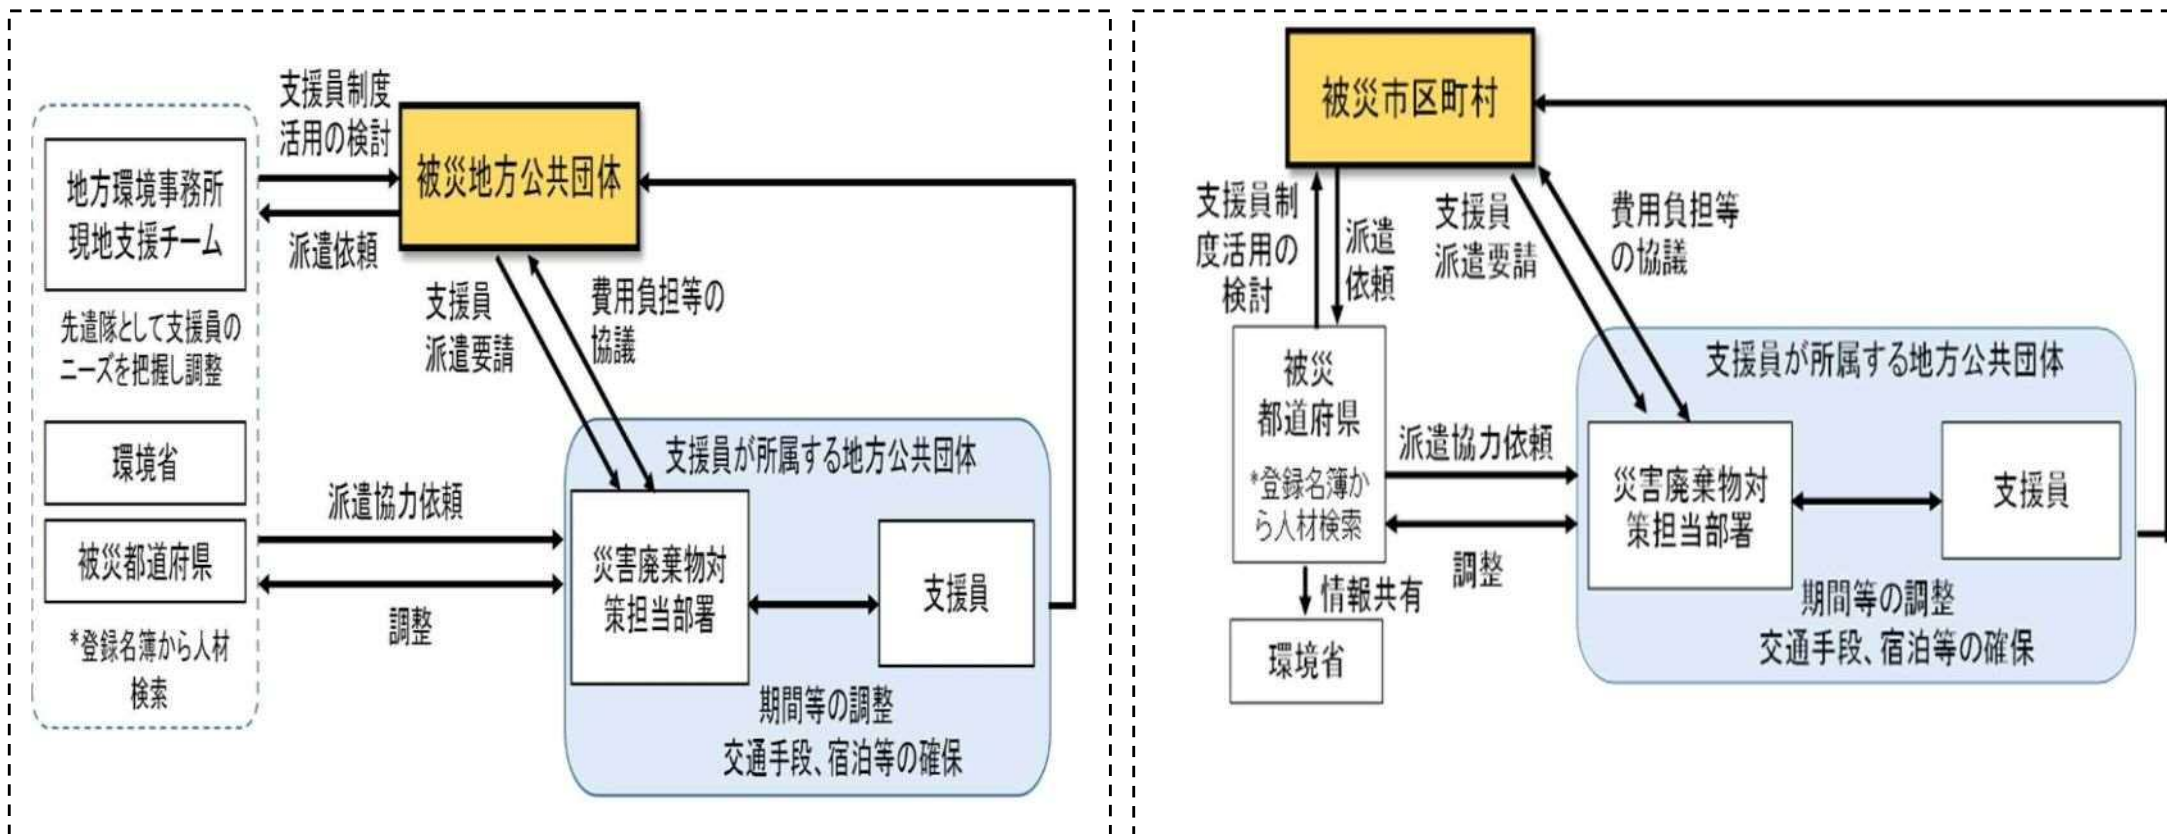 支援員制度
活用の検討
被災地方公共団体
地方環境事務所
現地支援チーム
派遣依頼
先遣隊として支援員の
ニーズを把握し調整
支援員
派遣要請
費用負担等の
協議
環境省
被災都道府県
*登録名簿から人材
検索
派遣協力依頼
調整
支援員が所属する地方公共団体
災害廃棄物対
策担当部署
支援員
期間等の調整
交通手段、宿泊等の確保
被災市区町村
支援員制
度活用の
検討
派遣
依頼
支援員
派遣要請
費用負担等
の協議
被災
都道府県
*登録名簿か
ら人材検索
派遣協力依頼
調整
情報共有
環境省
支援員が所属する地方公共団体
災害廃棄物対
策担当部署
支援員
期間等の調整
交通手段、宿泊等の確保